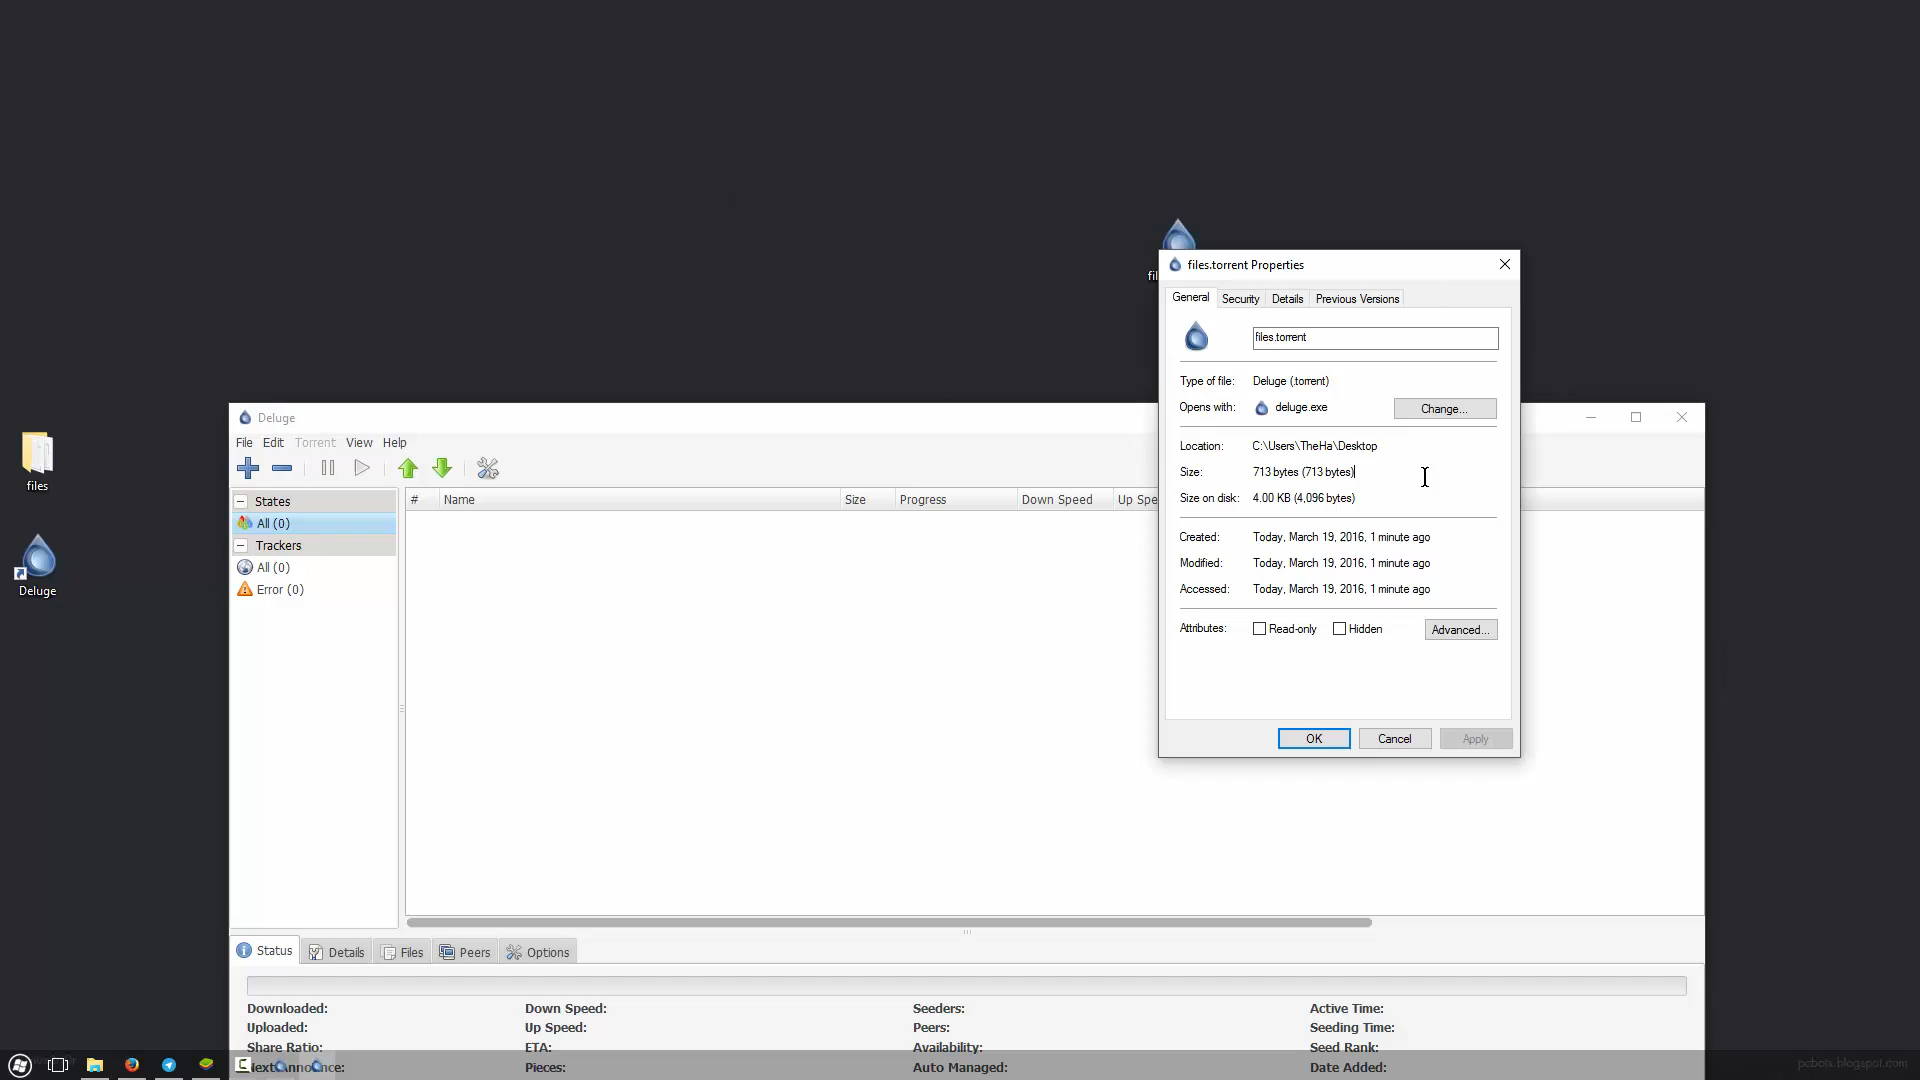 files
Deluge
fil
files.torrent Properties
General Security Details Previous Versions
files.torrent
Type of file: Deluge (.torrent)
Opens with: deluge.exe Change...
Location: C:\Users\TheHa\Desktop
Size: 713 bytes (713 bytes)
Size on disk: 4.00 KB (4,096 bytes)
Created: Today, March 19, 2016, 1 minute ago
Modified: Today, March 19, 2016, 1 minute ago
Accessed: Today, March 19, 2016, 1 minute ago
Attributes: Read-only Hidden Advanced...
OK Cancel Apply
Deluge
File Edit Torrent View Help
States
All (0)
Trackers
All (0)
Error (0)
# Name Size Progress Down Speed Up Spe
Status Details Files Peers Options
Downloaded: Down Speed: Seeders: Active Time:
Uploaded: Up Speed: Peers: Seeding Time:
Share Ratio: ETA: Availability: Seed Rank:
Next Announce: Pieces: Auto Managed: Date Added:
pcbots.blogspot.com